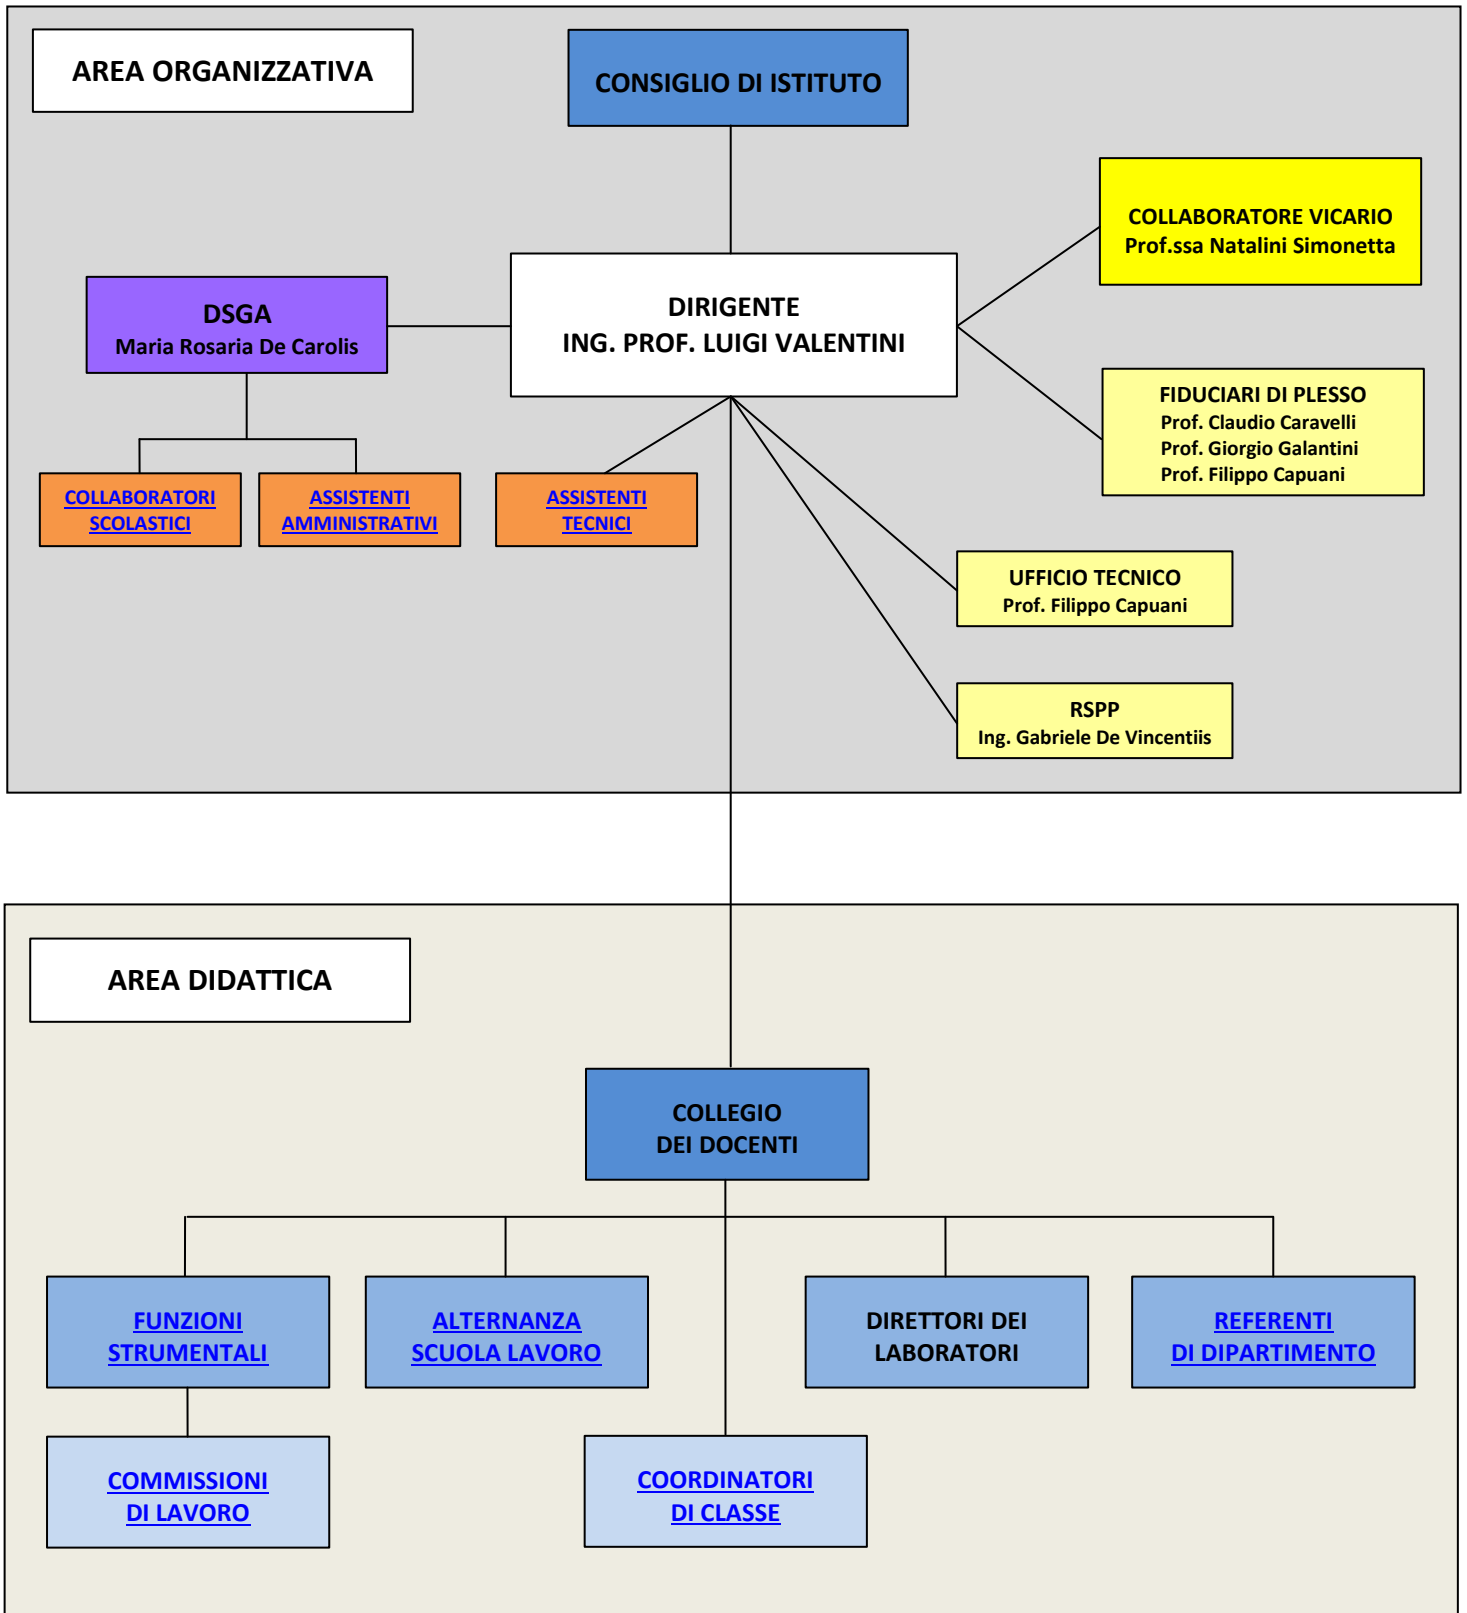 AREA ORGANIZZATIVA
CONSIGLIO DI ISTITUTO
COLLABORATORE VICARIO
Prof.ssa Natalini Simonetta
DIRIGENTE
ING. PROF. LUIGI VALENTINI
DSGA
Maria Rosaria De Carolis
FIDUCIARI DI PLESSO
Prof. Claudio Caravelli
Prof. Giorgio Galantini
Prof. Filippo Capuani
COLLABORATORI
SCOLASTICI
ASSISTENTI
AMMINISTRATIVI
ASSISTENTI
TECNICI
UFFICIO TECNICO
Prof. Filippo Capuani
RSPP
Ing. Gabriele De Vincentiis
AREA DIDATTICA
COLLEGIO
DEI DOCENTI
FUNZIONI
STRUMENTALI
ALTERNANZA
SCUOLA LAVORO
DIRETTORI DEI
LABORATORI
REFERENTI
DI DIPARTIMENTO
COMMISSIONI
DI LAVORO
COORDINATORI
DI CLASSE